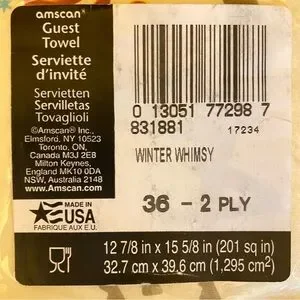 amscan®
Guest
Towel
Serviette
d'invité
Servietten
Servilletas
Tovaglioli
©Amscan® Inc.,
Elmsford, NY 10523
Toronto, ON,
Canada M3J 2E8
Milton Keynes,
England MK10 0DA
NSW, Australia 2148
www.Amscan.com
0 13051 77298 7
831881
17234
WINTER WHIMSY
36 - 2 PLY
MADE IN
USA
FABRIQUE AUX E.U.
12 7/8 in x 15 5/8 in (201 sq in)
32.7 cm x 39.6 cm (1,295 cm²)